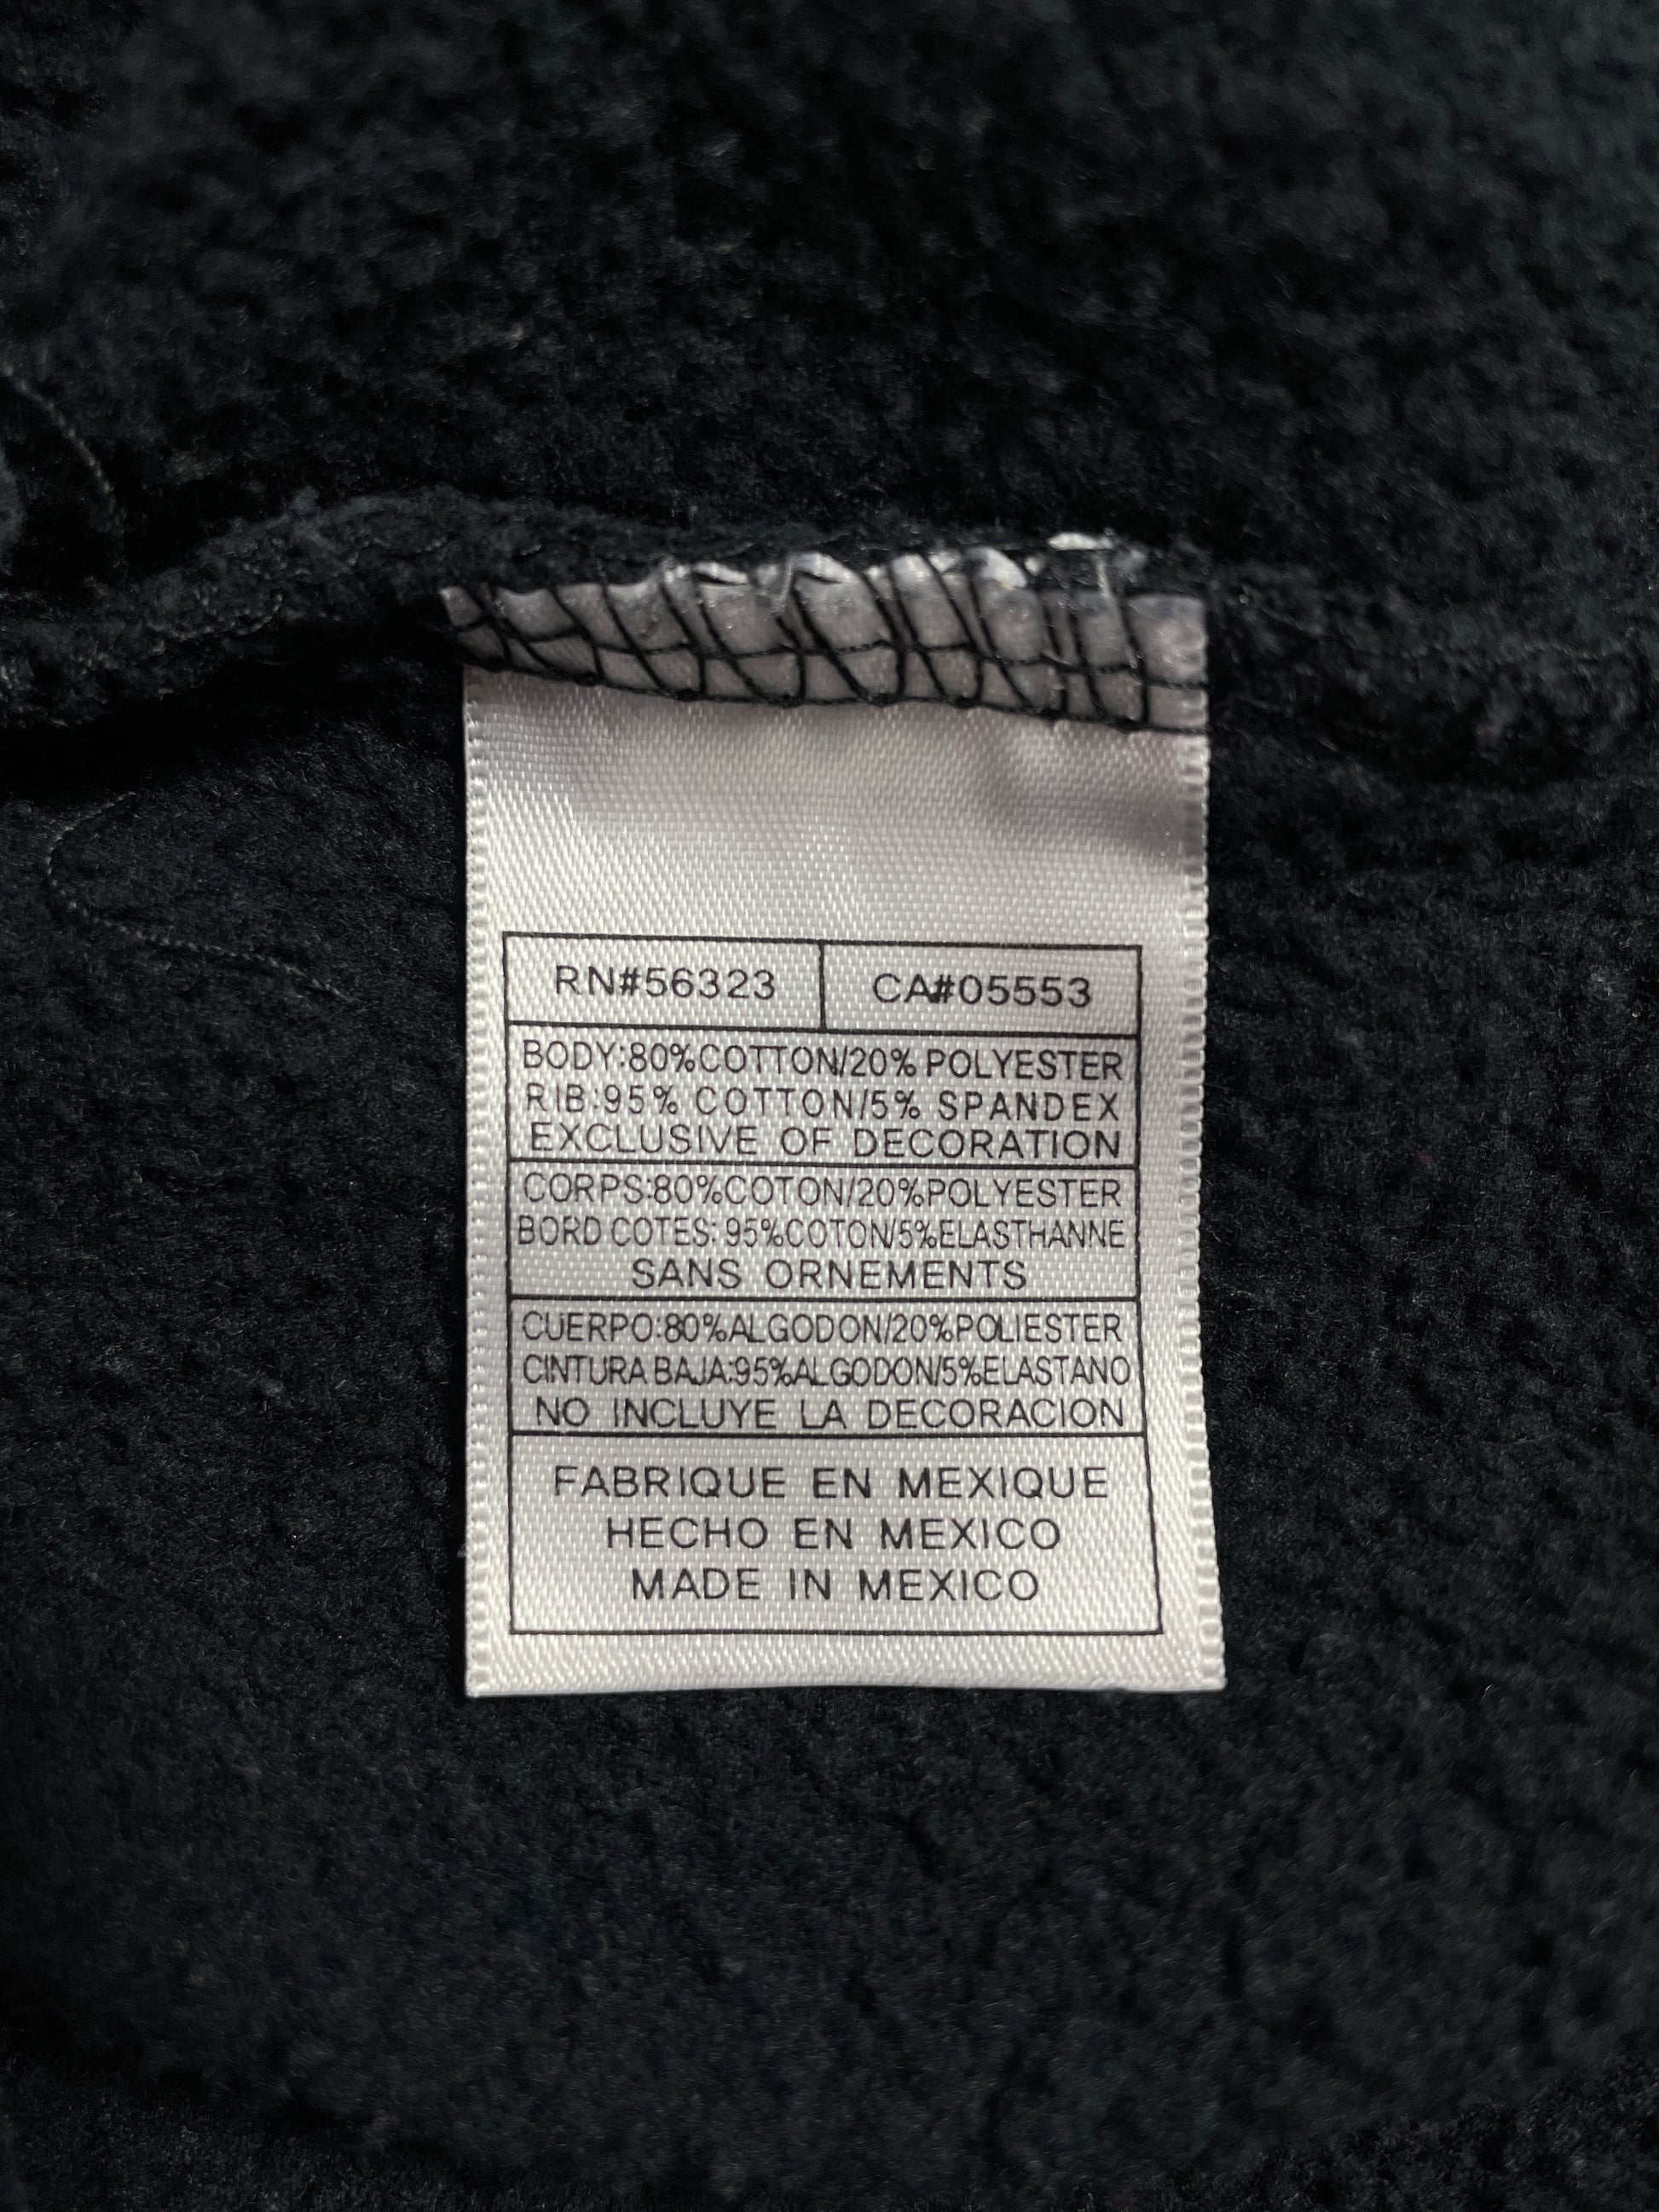 RN#56323 CA#05553
BODY:80%COTTON/20% POLYESTER
RIB:95% COTTON/5% SPANDEX
EXCLUSIVE OF DECORATION
CORPS:80%COTON/20%POLYESTER
BORD COTES: 95%COTON/5%ELASTHANNE
SANS ORNEMENTS
CUERPO:80%ALGODON/20%POLIESTER
CINTURA BAJA:95%ALGODON/5%ELASTANO
NO INCLUYE LA DECORACION
FABRIQUE EN MEXIQUE
HECHO EN MEXICO
MADE IN MEXICO